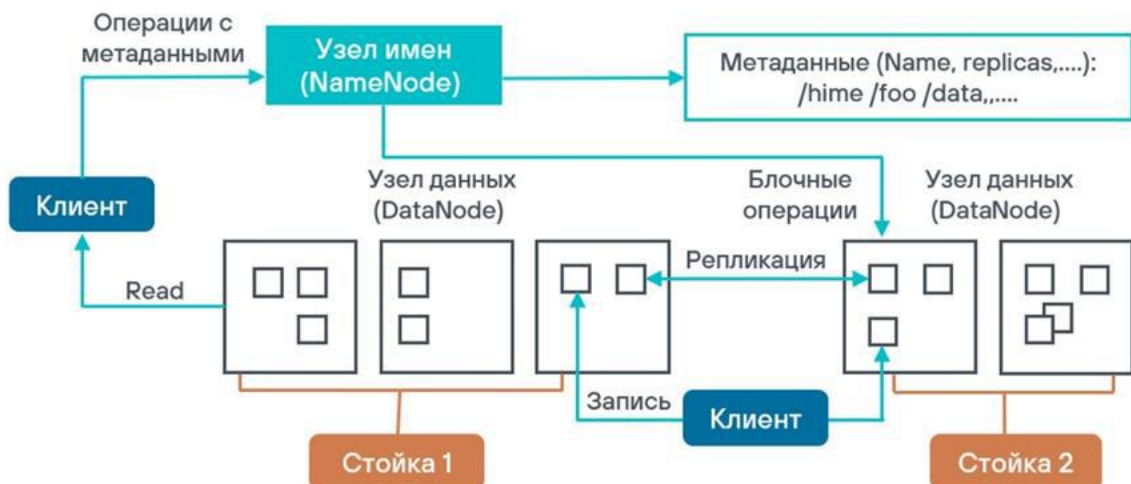 Операции с
метаданными
Узел имен
(NameNode)
Метаданные (Name, replicas,....):
/hime /foo /data,,....
Клиент
Узел данных
(DataNode)
Блочные
операции
Узел данных
(DataNode)
Read
Репликация
Запись
Клиент
Стойка 1
Стойка 2